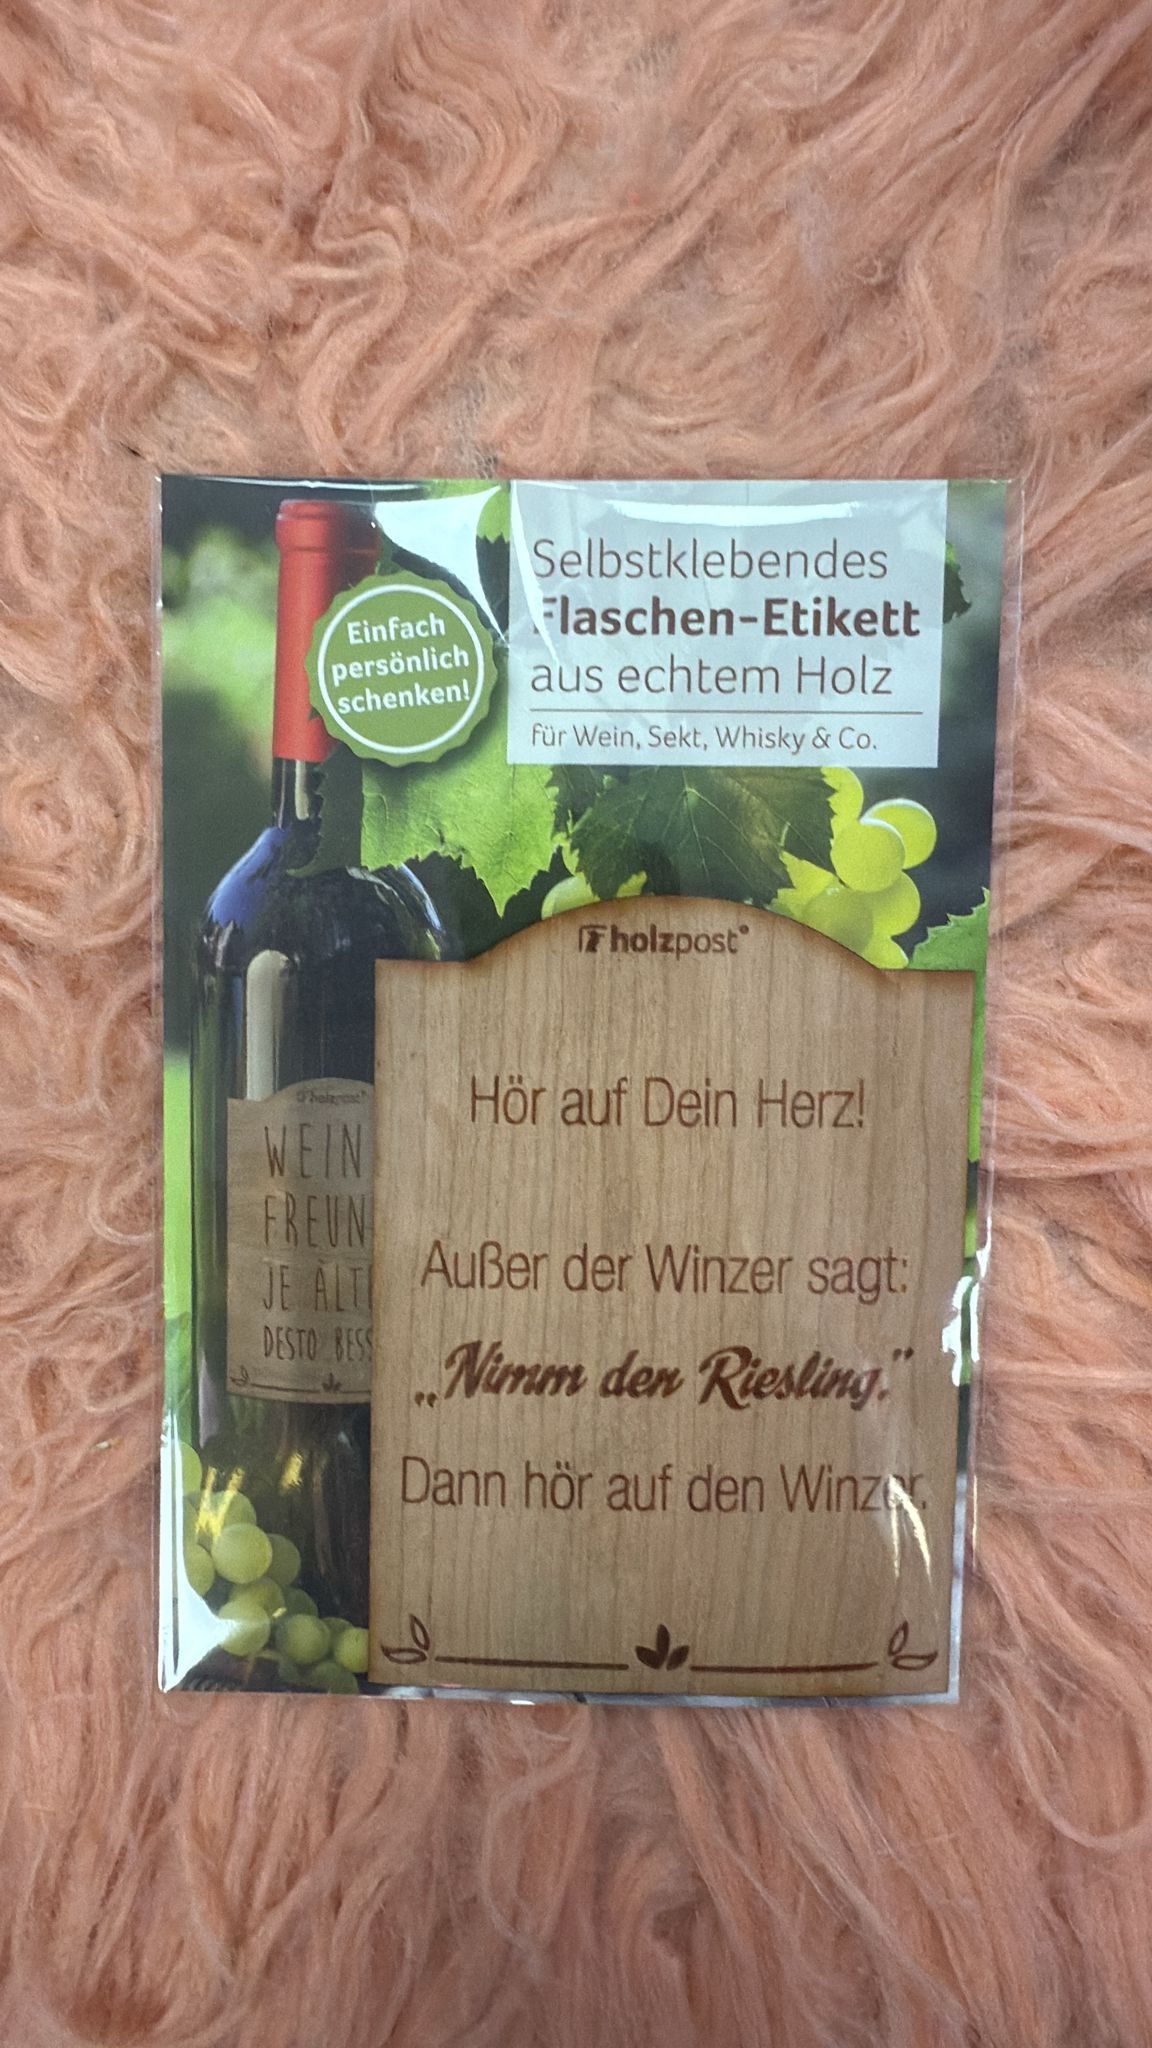 Selbstklebendes
Flaschen-Etikett
aus echtem Holz
für Wein, Sekt, Whisky & Co.
Einfach
persönlich
schenken!
holzpost®
Hör auf Dein Herz!
Außer der Winzer sagt:
„Nimm den Riesling.“
Dann hör auf den Winzer.
holzpost®
WEIN
FREUN
JE ÄLTE
DESTO BESS